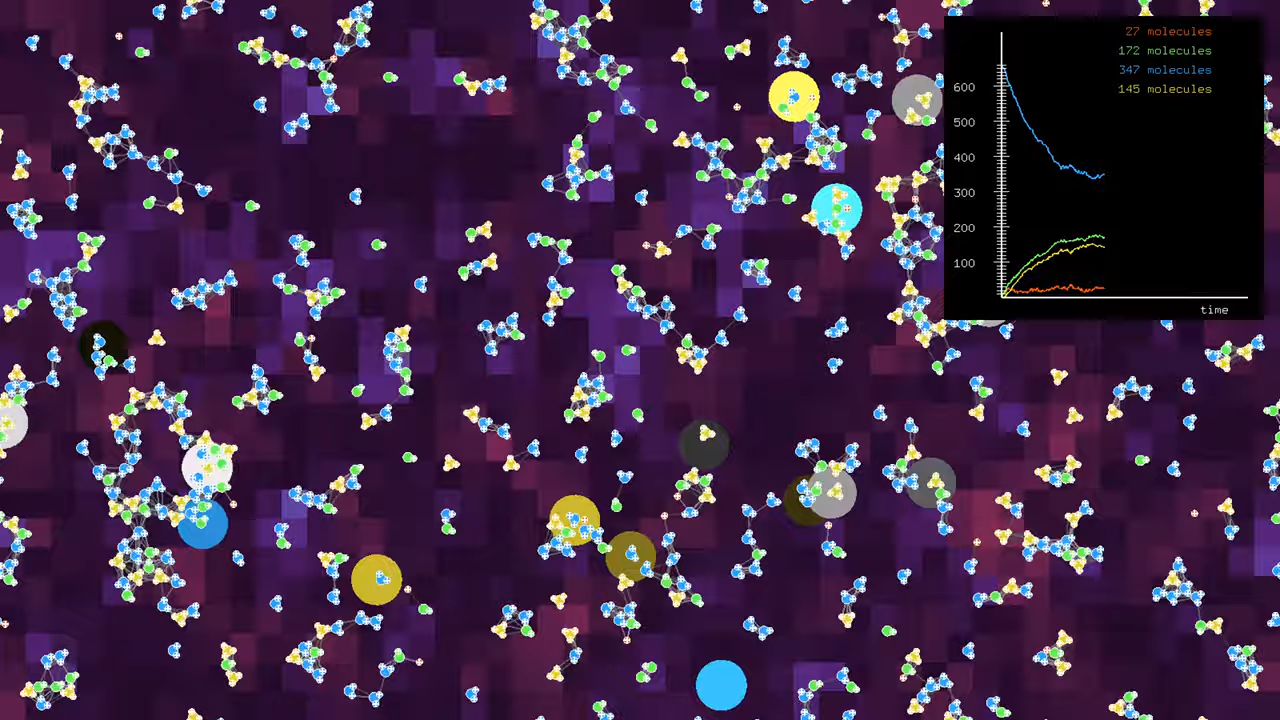 27 molecules
172 molecules
347 molecules
145 molecules
600
500
400
300
200
100
time